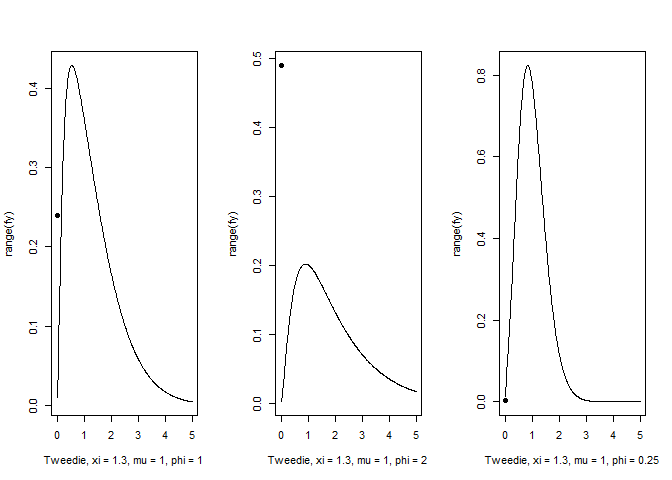 range(fy)
0.0
0.1
0.2
0.3
0.4
0 1 2 3 4 5
Tweedie, xi = 1.3, mu = 1, phi = 1
range(fy)
0.0
0.1
0.2
0.3
0.4
0.5
0 1 2 3 4 5
Tweedie, xi = 1.3, mu = 1, phi = 2
range(fy)
0.0
0.2
0.4
0.6
0.8
0 1 2 3 4 5
Tweedie, xi = 1.3, mu = 1, phi = 0.25